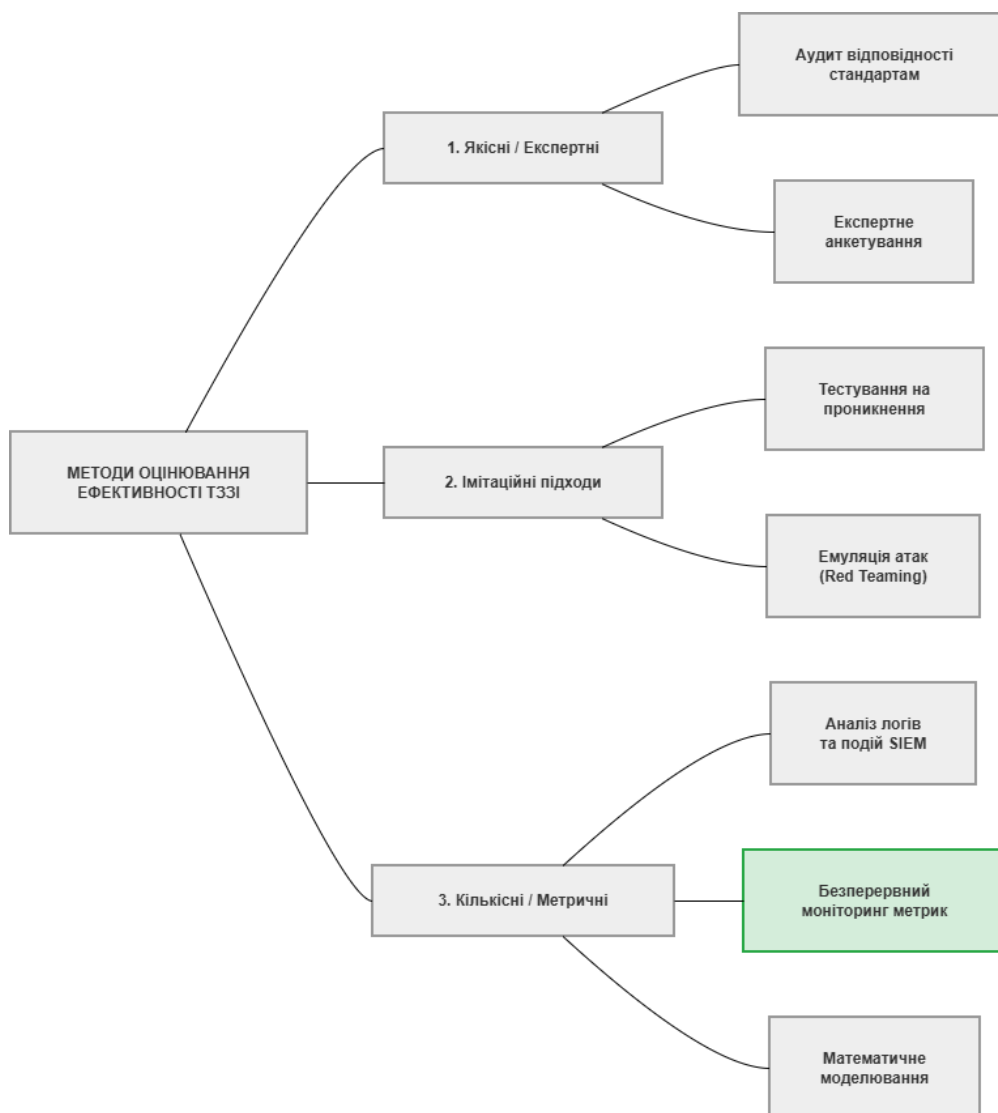 Аудит відповідності
стандартам
1. Якісні / Експертні
Експертне
анкетування
Тестування на
проникнення
МЕТОДИ ОЦІНЮВАННЯ
ЕФЕКТИВНОСТІ ТЗЗІ
2. Імітаційні підходи
Емуляція атак
(Red Teaming)
Аналіз логів
та подій SIEM
3. Кількісні / Метричні
Безперервний
моніторинг метрик
Математичне
моделювання